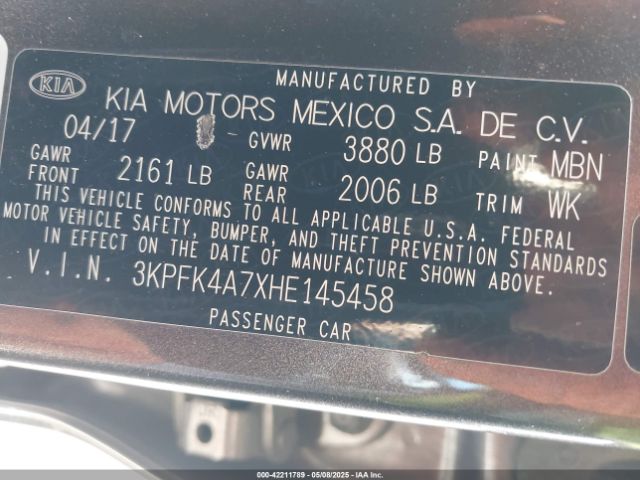 KIA
MANUFACTURED BY
KIA MOTORS MEXICO S.A. DE C.V.
04/17 - GVWR 3880 LB PAINT MBN
GAWR FRONT 2161 LB GAWR REAR 2006 LB TRIM WK
THIS VEHICLE CONFORMS TO ALL APPLICABLE U.S.A. FEDERAL
MOTOR VEHICLE SAFETY, BUMPER, AND THEFT PREVENTION STANDARDS
IN EFFECT ON THE DATE OF MANUFACTURE SHOWN ABOVE.
V.I.N. 3KPFK4A7XHE145458
PASSENGER CAR
000-42211789 - 05/08/2025 - IAA Inc.